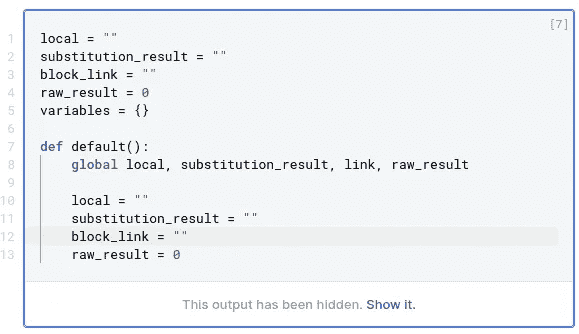 [7]
1 local = ""
2 substitution_result = ""
3 block_link = ""
4 raw_result = 0
5 variables = {}
6
7 def default():
8     global local, substitution_result, link, raw_result
9
10     local = ""
11     substitution_result = ""
12     block_link = ""
13     raw_result = 0
This output has been hidden. Show it.